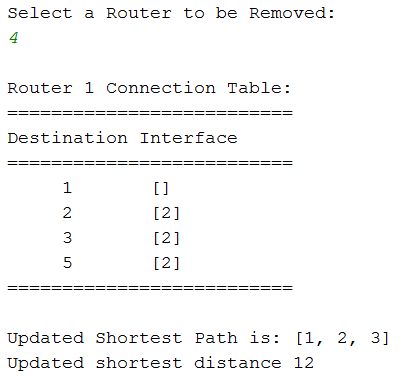 Select a Router to be Removed:
4
Router 1 Connection Table:
==========================
Destination Interface
==========================
1 []
2 [2]
3 [2]
5 [2]
==========================
Updated Shortest Path is: [1, 2, 3]
Updated shortest distance 12